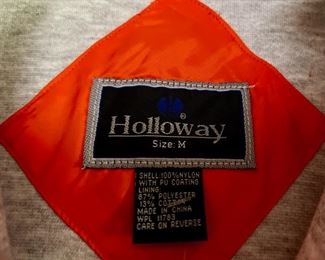 ®
Holloway
Size: M
SHELL: 100% NYLON
WITH PU COATING
LINING:
87% POLYESTER
13% COTTON
MADE IN CHINA
WPL 11763
CARE ON REVERSE